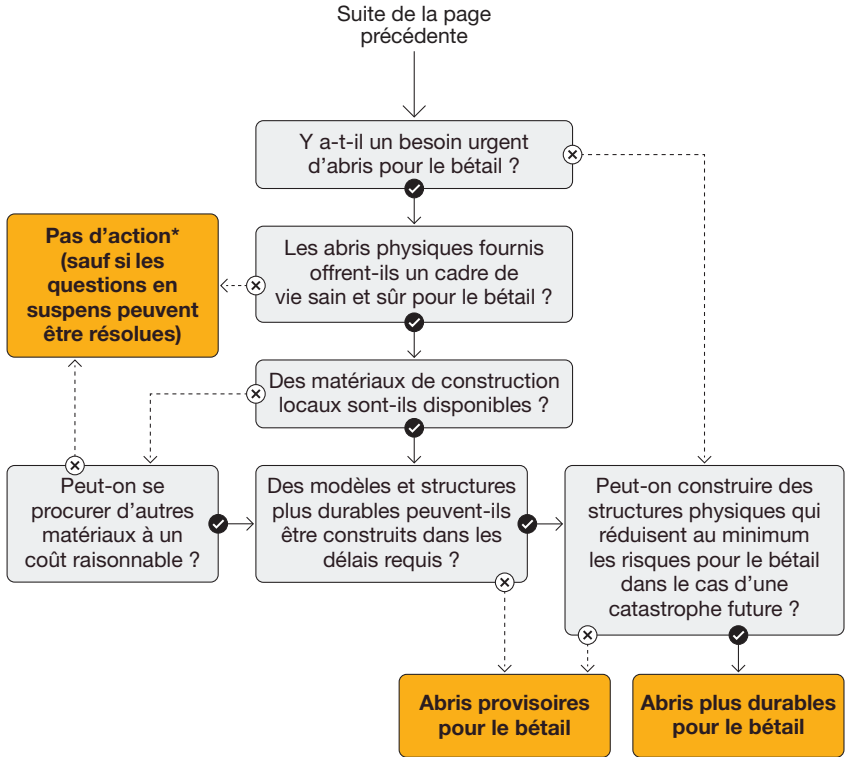 Suite de la page
précédente
Y a-t-il un besoin urgent
d'abris pour le bétail ?
Pas d'action*
(sauf si les
questions en
suspens peuvent
être résolues)
Les abris physiques fournis
offrent-ils un cadre de
vie sain et sûr pour le bétail ?
Des matériaux de construction
locaux sont-ils disponibles ?
Peut-on se
procurer d'autres
matériaux à un
coût raisonnable ?
Des modèles et structures
plus durables peuvent-ils
être construits dans les
délais requis ?
Peut-on construire des
structures physiques qui
réduisent au minimum
les risques pour le bétail
dans le cas d'une
catastrophe future ?
Abris provisoires
pour le bétail
Abris plus durables
pour le bétail